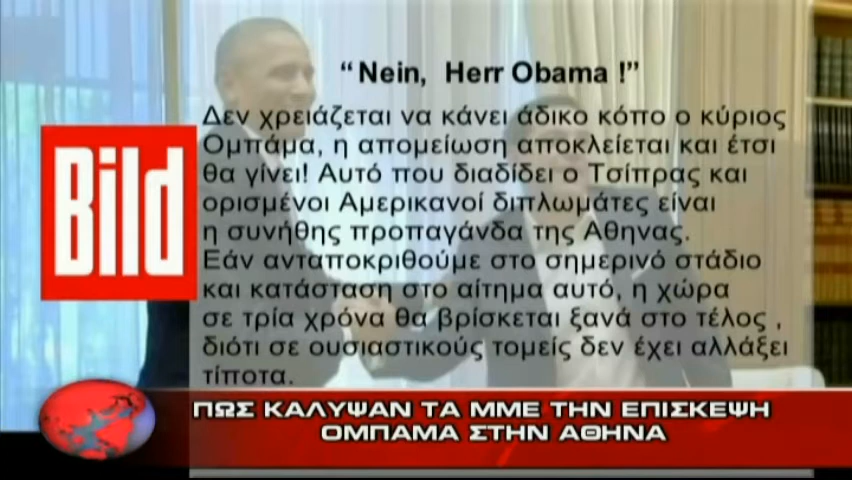 “Nein, Herr Obama !”
Δεν χρειάζεται να κάνει άδικο κόπο ο κύριος
Ομπάμα, η απομείωση αποκλείεται και έτσι
θα γίνει! Αυτό που διαδίδει ο Τσίπρας και
ορισμένοι Αμερικανοί διπλωμάτες είναι
η συνήθης προπαγάνδα της Αθηνας.
Εάν ανταποκριθούμε στο σημερινό στάδιο
και κατάσταση στο αίτημα αυτό, η χώρα
σε τρία χρόνα θα βρίσκεται ξανά στο τέλος ,
διότι σε ουσιαστικούς τομείς δεν έχει αλλάξει
τίποτα.
Bild
ΠΩΣ ΚΑΛΥΨΑΝ ΤΑ ΜΜΕ ΤΗΝ ΕΠΙΣΚΕΨΗ
ΟΜΠΑΜΑ ΣΤΗΝ ΑΘΗΝΑ